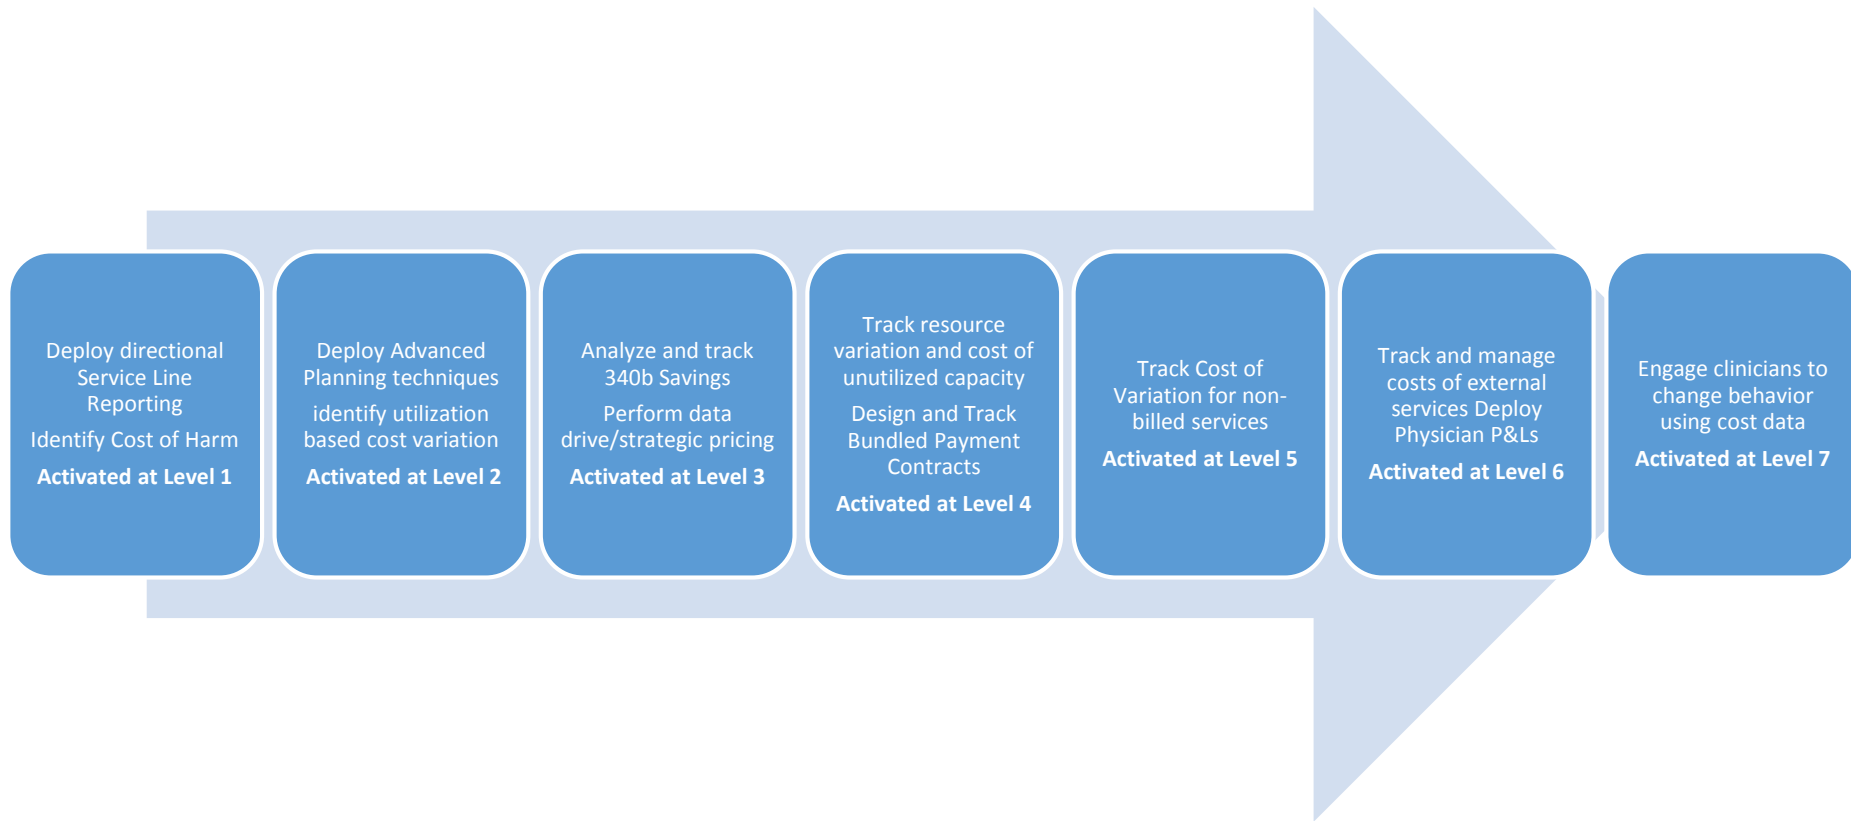 Deploy directional
Service Line
Reporting
Identify Cost of Harm
Activated at Level 1
Deploy Advanced
Planning techniques
identify utilization
based cost variation
Activated at Level 2
Analyze and track
340b Savings
Perform data
drive/strategic pricing
Activated at Level 3
Track resource
variation and cost of
unutilized capacity
Design and Track
Bundled Payment
Contracts
Activated at Level 4
Track Cost of
Variation for non-
billed services
Activated at Level 5
Track and manage
costs of external
services Deploy
Physician P&Ls
Activated at Level 6
Engage clinicians to
change behavior
using cost data
Activated at Level 7